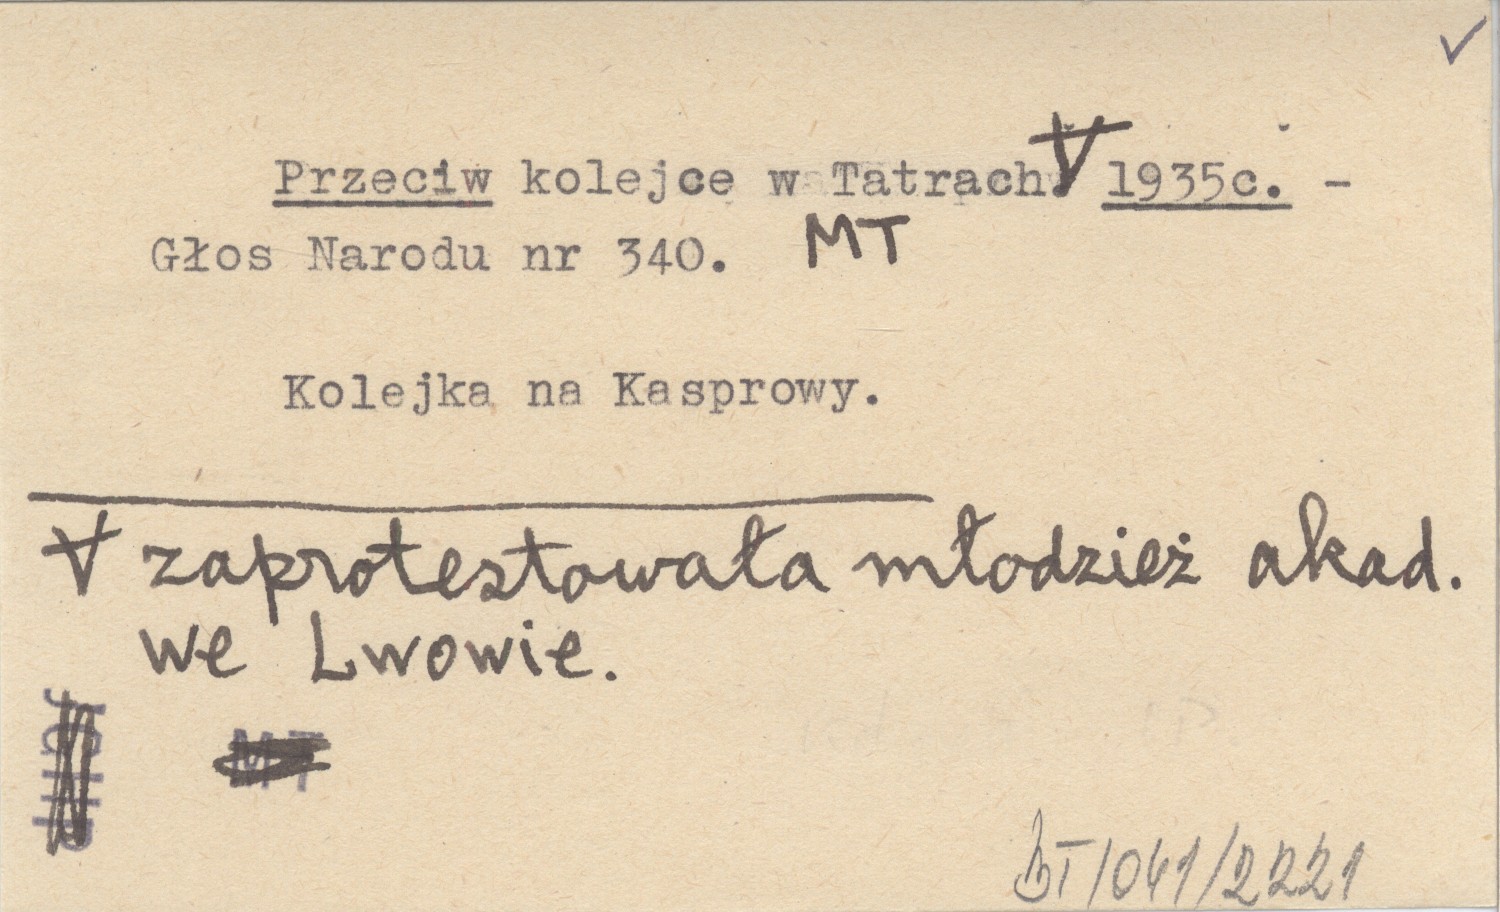 Przeciw kolejce w Tatrach ∀ 1935c. -
Głos Narodu nr 340. MT
Kolejka na Kasprowy.
∀ zaprotestowała młodzież akad.
we Lwowie.
MT
BT/041/2221